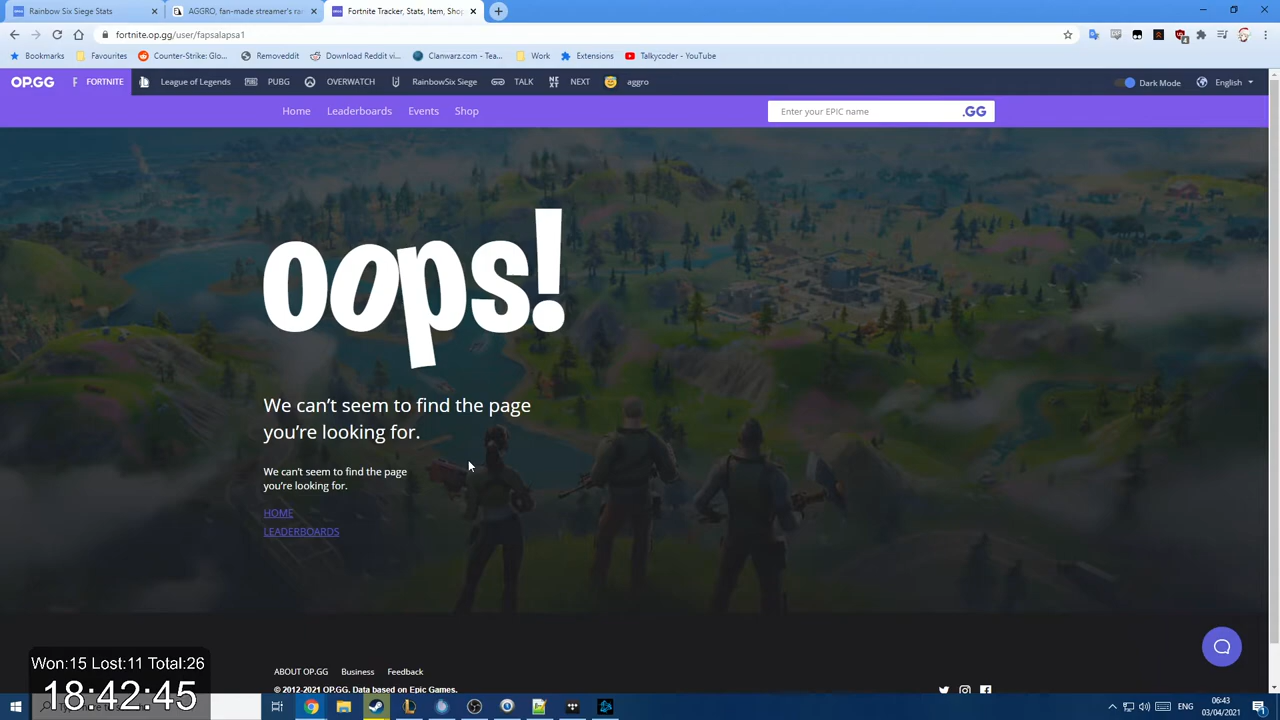 Rainbow Six Siege Stats
AGGRO, fan-made streamer's ra
Fortnite Tracker, Stats, Item, Sho
fortnite.op.gg/user/fapsalapsa1
Bookmarks
Favourites
Counter-Strike: Glo...
Removeddit
Download Reddit vi...
Clanwarz.com - Tea...
Work
Extensions
Talkycoder - YouTube
OP.GG
FORTNITE
League of Legends
PUBG
OVERWATCH
RainbowSix Siege
TALK
NEXT
aggro
Dark Mode
English
Home
Leaderboards
Events
Shop
Enter your EPIC name
.GG
oops!
We can't seem to find the page
you're looking for.
We can't seem to find the page
you're looking for.
HOME
LEADERBOARDS
ABOUT OP.GG
Business
Feedback
© 2012-2021 OP.GG. Data based on Epic Games.
Won:15 Lost:11 Total:26
18:42:45
ENG
06:43
03/04/2021